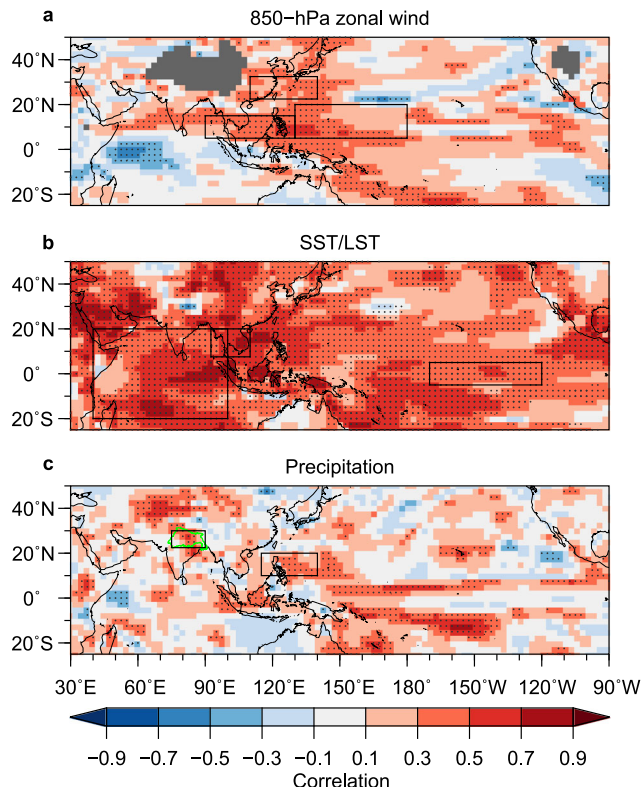 a 850−hPa zonal wind
40°N
20°N
0°
20°S
b SST/LST
40°N
20°N
0°
20°S
c Precipitation
40°N
20°N
0°
20°S
30°E 60°E 90°E 120°E 150°E 180° 150°W 120°W 90°W
−0.9 −0.7 −0.5 −0.3 −0.1 0.1 0.3 0.5 0.7 0.9
Correlation